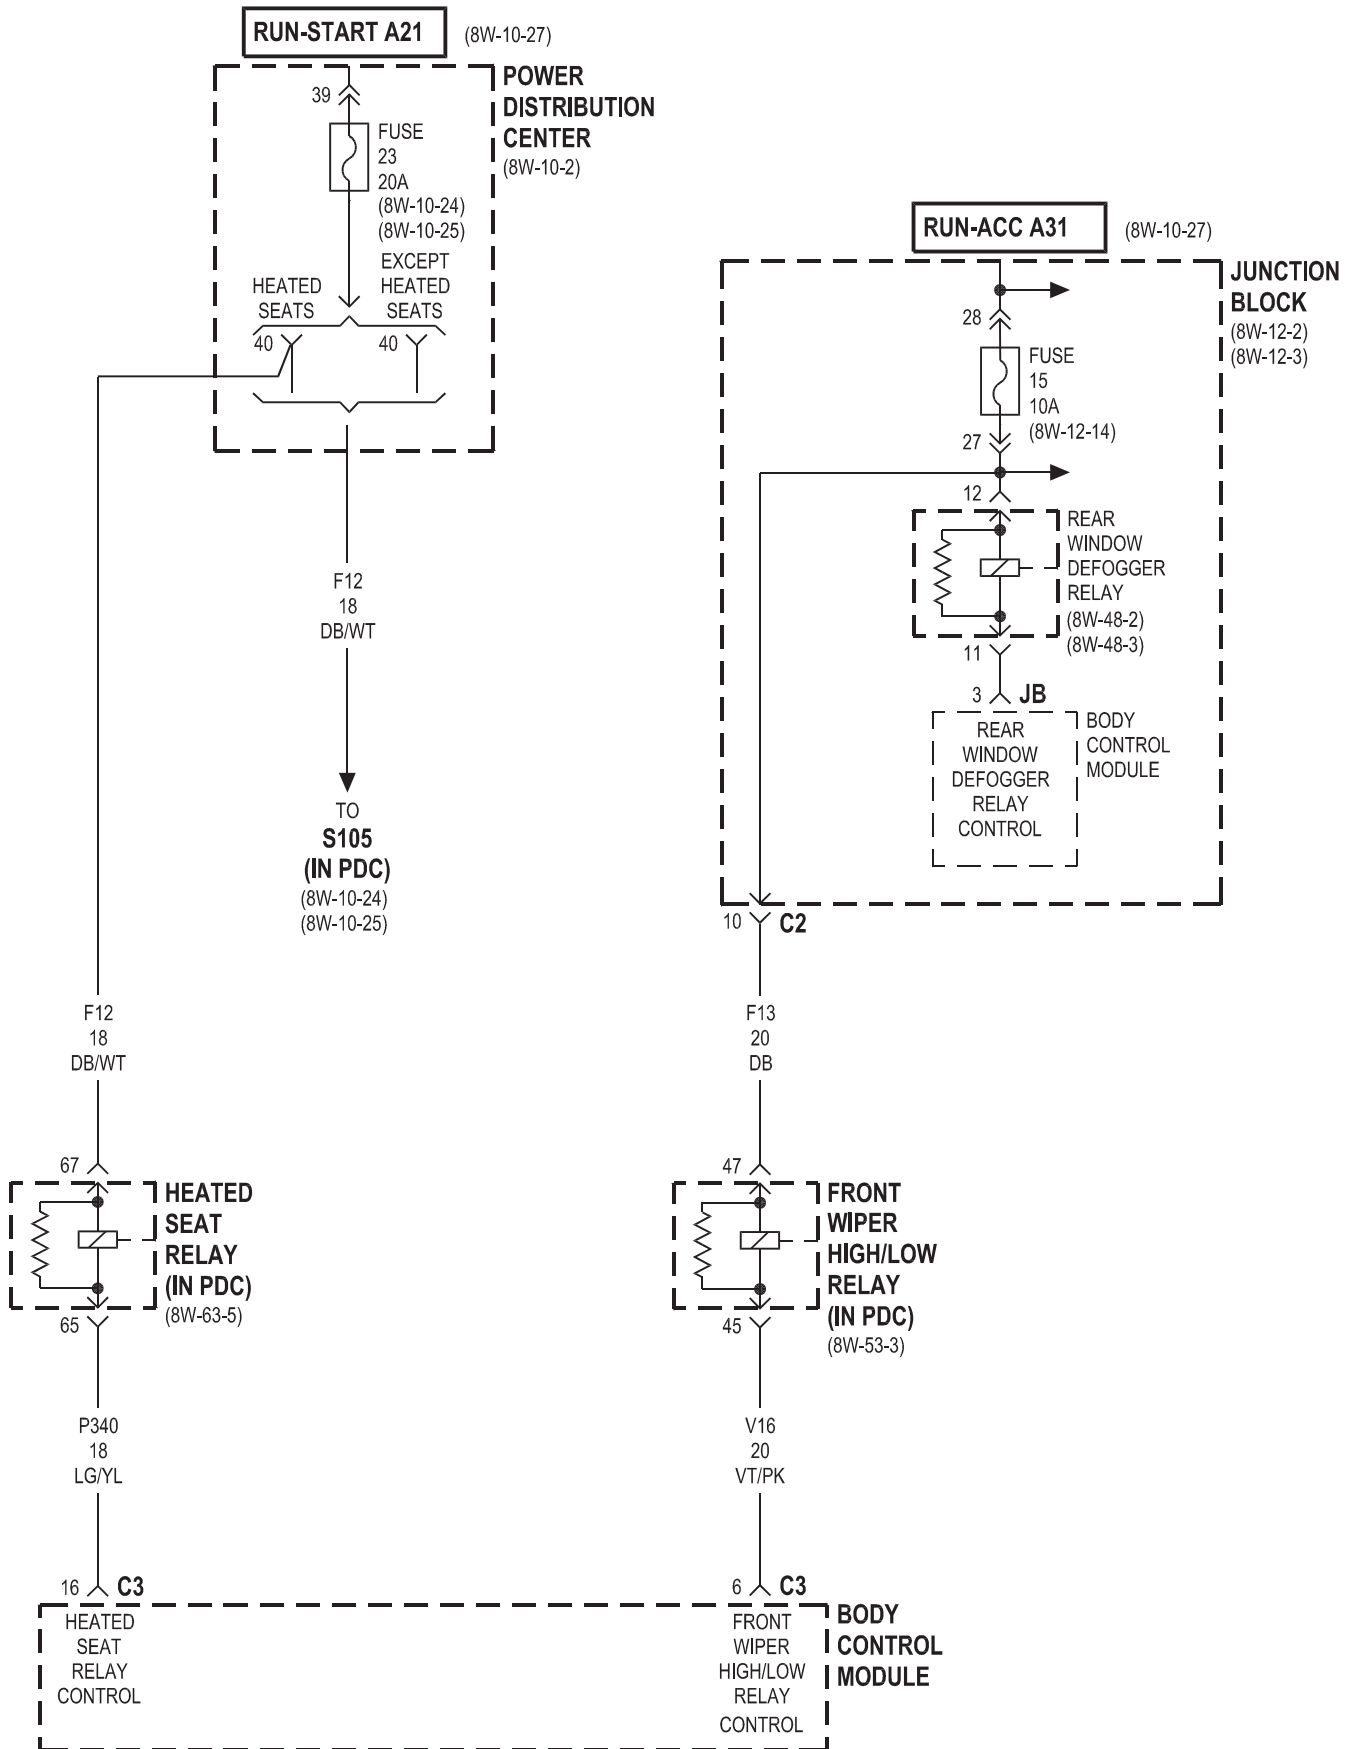 RUN-START A21
(8W-10-27)
POWER
DISTRIBUTION
CENTER
(8W-10-2)
39
FUSE
23
20A
(8W-10-24)
(8W-10-25)
HEATED
SEATS
EXCEPT
HEATED
SEATS
40
40
F12
18
DB/WT
TO
S105
(IN PDC)
(8W-10-24)
(8W-10-25)
F12
18
DB/WT
67
HEATED
SEAT
RELAY
(IN PDC)
(8W-63-5)
65
P340
18
LG/YL
16
C3
HEATED
SEAT
RELAY
CONTROL
RUN-ACC A31
(8W-10-27)
JUNCTION
BLOCK
(8W-12-2)
(8W-12-3)
28
FUSE
15
10A
(8W-12-14)
27
12
REAR
WINDOW
DEFOGGER
RELAY
(8W-48-2)
(8W-48-3)
11
3
JB
REAR
WINDOW
DEFOGGER
RELAY
CONTROL
BODY
CONTROL
MODULE
10
C2
F13
20
DB
47
FRONT
WIPER
HIGH/LOW
RELAY
(IN PDC)
(8W-53-3)
45
V16
20
VT/PK
6
C3
FRONT
WIPER
HIGH/LOW
RELAY
CONTROL
BODY
CONTROL
MODULE